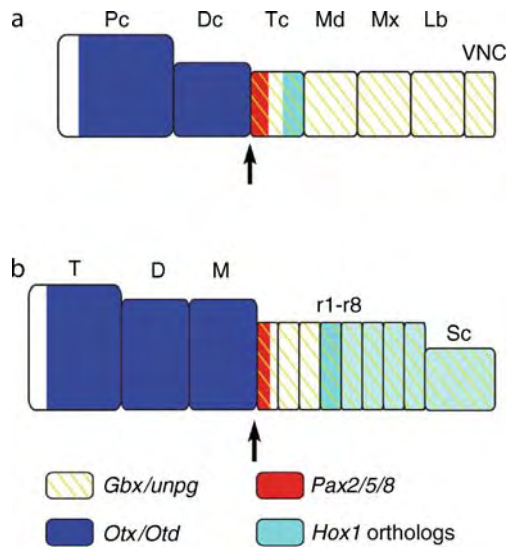 a
Pc Dc Tc Md Mx Lb
VNC
b
T D M
r1-r8
Sc
Gbx/unpg
Pax2/5/8
Otx/Otd
Hox1 orthologs